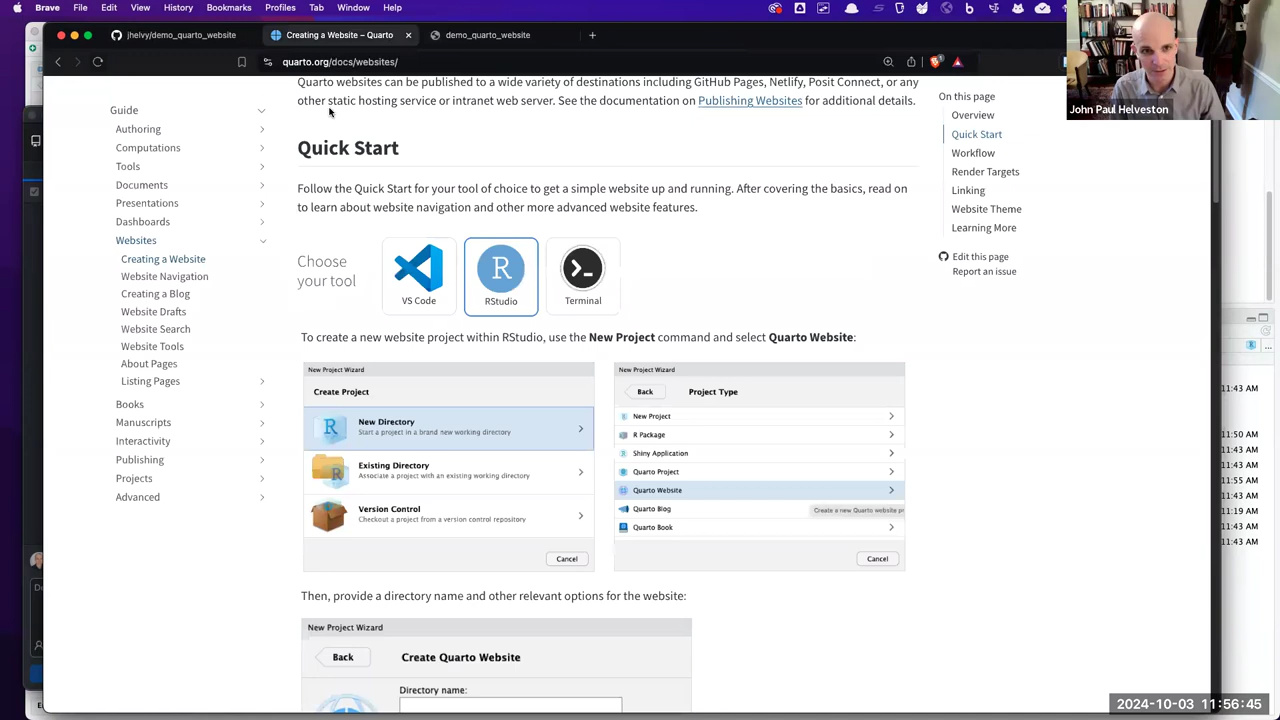 Brave File Edit View History Bookmarks Profiles Tab Window Help
jhelvy/demo_quarto_website
Creating a Website – Quarto
demo_quarto_website
quarto.org/docs/websites/
John Paul Helveston
Guide
Authoring
Computations
Tools
Documents
Presentations
Dashboards
Websites
Creating a Website
Website Navigation
Creating a Blog
Website Drafts
Website Search
Website Tools
About Pages
Listing Pages
Books
Manuscripts
Interactivity
Publishing
Projects
Advanced
Quarto websites can be published to a wide variety of destinations including GitHub Pages, Netlify, Posit Connect, or any
other static hosting service or intranet web server. See the documentation on Publishing Websites for additional details.
Quick Start
Follow the Quick Start for your tool of choice to get a simple website up and running. After covering the basics, read on
to learn about website navigation and other more advanced website features.
Choose
your tool
VS Code
RStudio
Terminal
To create a new website project within RStudio, use the New Project command and select Quarto Website:
New Project Wizard
Create Project
New Directory
Start a project in a brand new working directory
Existing Directory
Associate a project with an existing working directory
Version Control
Checkout a project from a version control repository
Cancel
New Project Wizard
Back
Project Type
New Project
R Package
Shiny Application
Quarto Project
Quarto Website
Quarto Blog
Create a new Quarto website pr
Quarto Book
Cancel
Then, provide a directory name and other relevant options for the website:
New Project Wizard
Back
Create Quarto Website
Directory name:
On this page
Overview
Quick Start
Workflow
Render Targets
Linking
Website Theme
Learning More
Edit this page
Report an issue
11:43 AM
11:50 AM
11:43 AM
11:43 AM
11:55 AM
11:43 AM
11:19 AM
11:43 AM
11:43 AM
2024-10-03 11:56:45